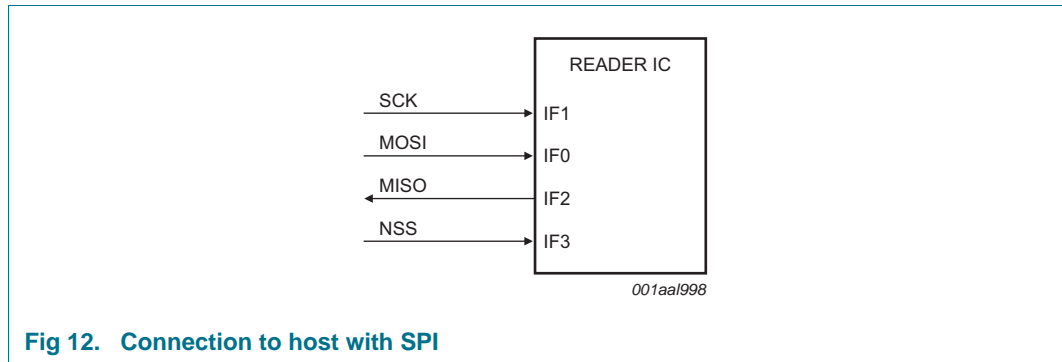 READER IC
SCK
IF1
MOSI
IF0
MISO
IF2
NSS
IF3
001aal998
Fig 12. Connection to host with SPI